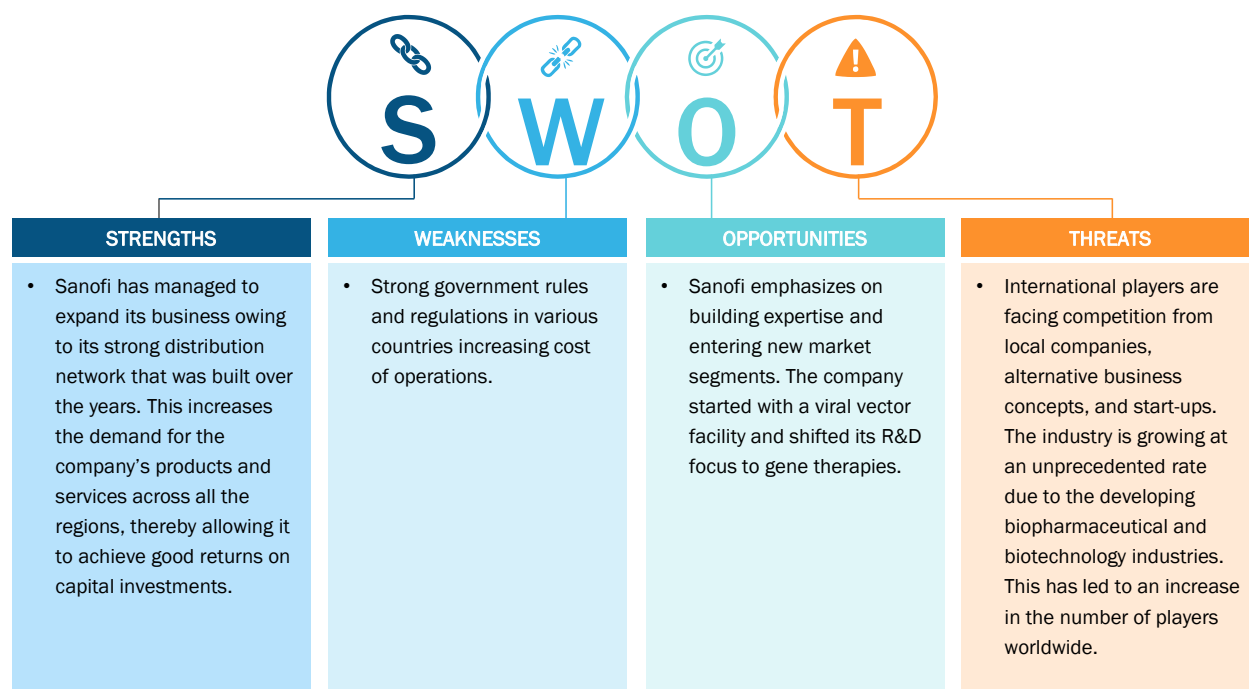 S W O T
STRENGTHS
• Sanofi has managed to
expand its business owing
to its strong distribution
network that was built over
the years. This increases
the demand for the
company's products and
services across all the
regions, thereby allowing it
to achieve good returns on
capital investments.
WEAKNESSES
• Strong government rules
and regulations in various
countries increasing cost
of operations.
OPPORTUNITIES
• Sanofi emphasizes on
building expertise and
entering new market
segments. The company
started with a viral vector
facility and shifted its R&D
focus to gene therapies.
THREATS
• International players are
facing competition from
local companies,
alternative business
concepts, and start-ups.
The industry is growing at
an unprecedented rate
due to the developing
biopharmaceutical and
biotechnology industries.
This has led to an increase
in the number of players
worldwide.